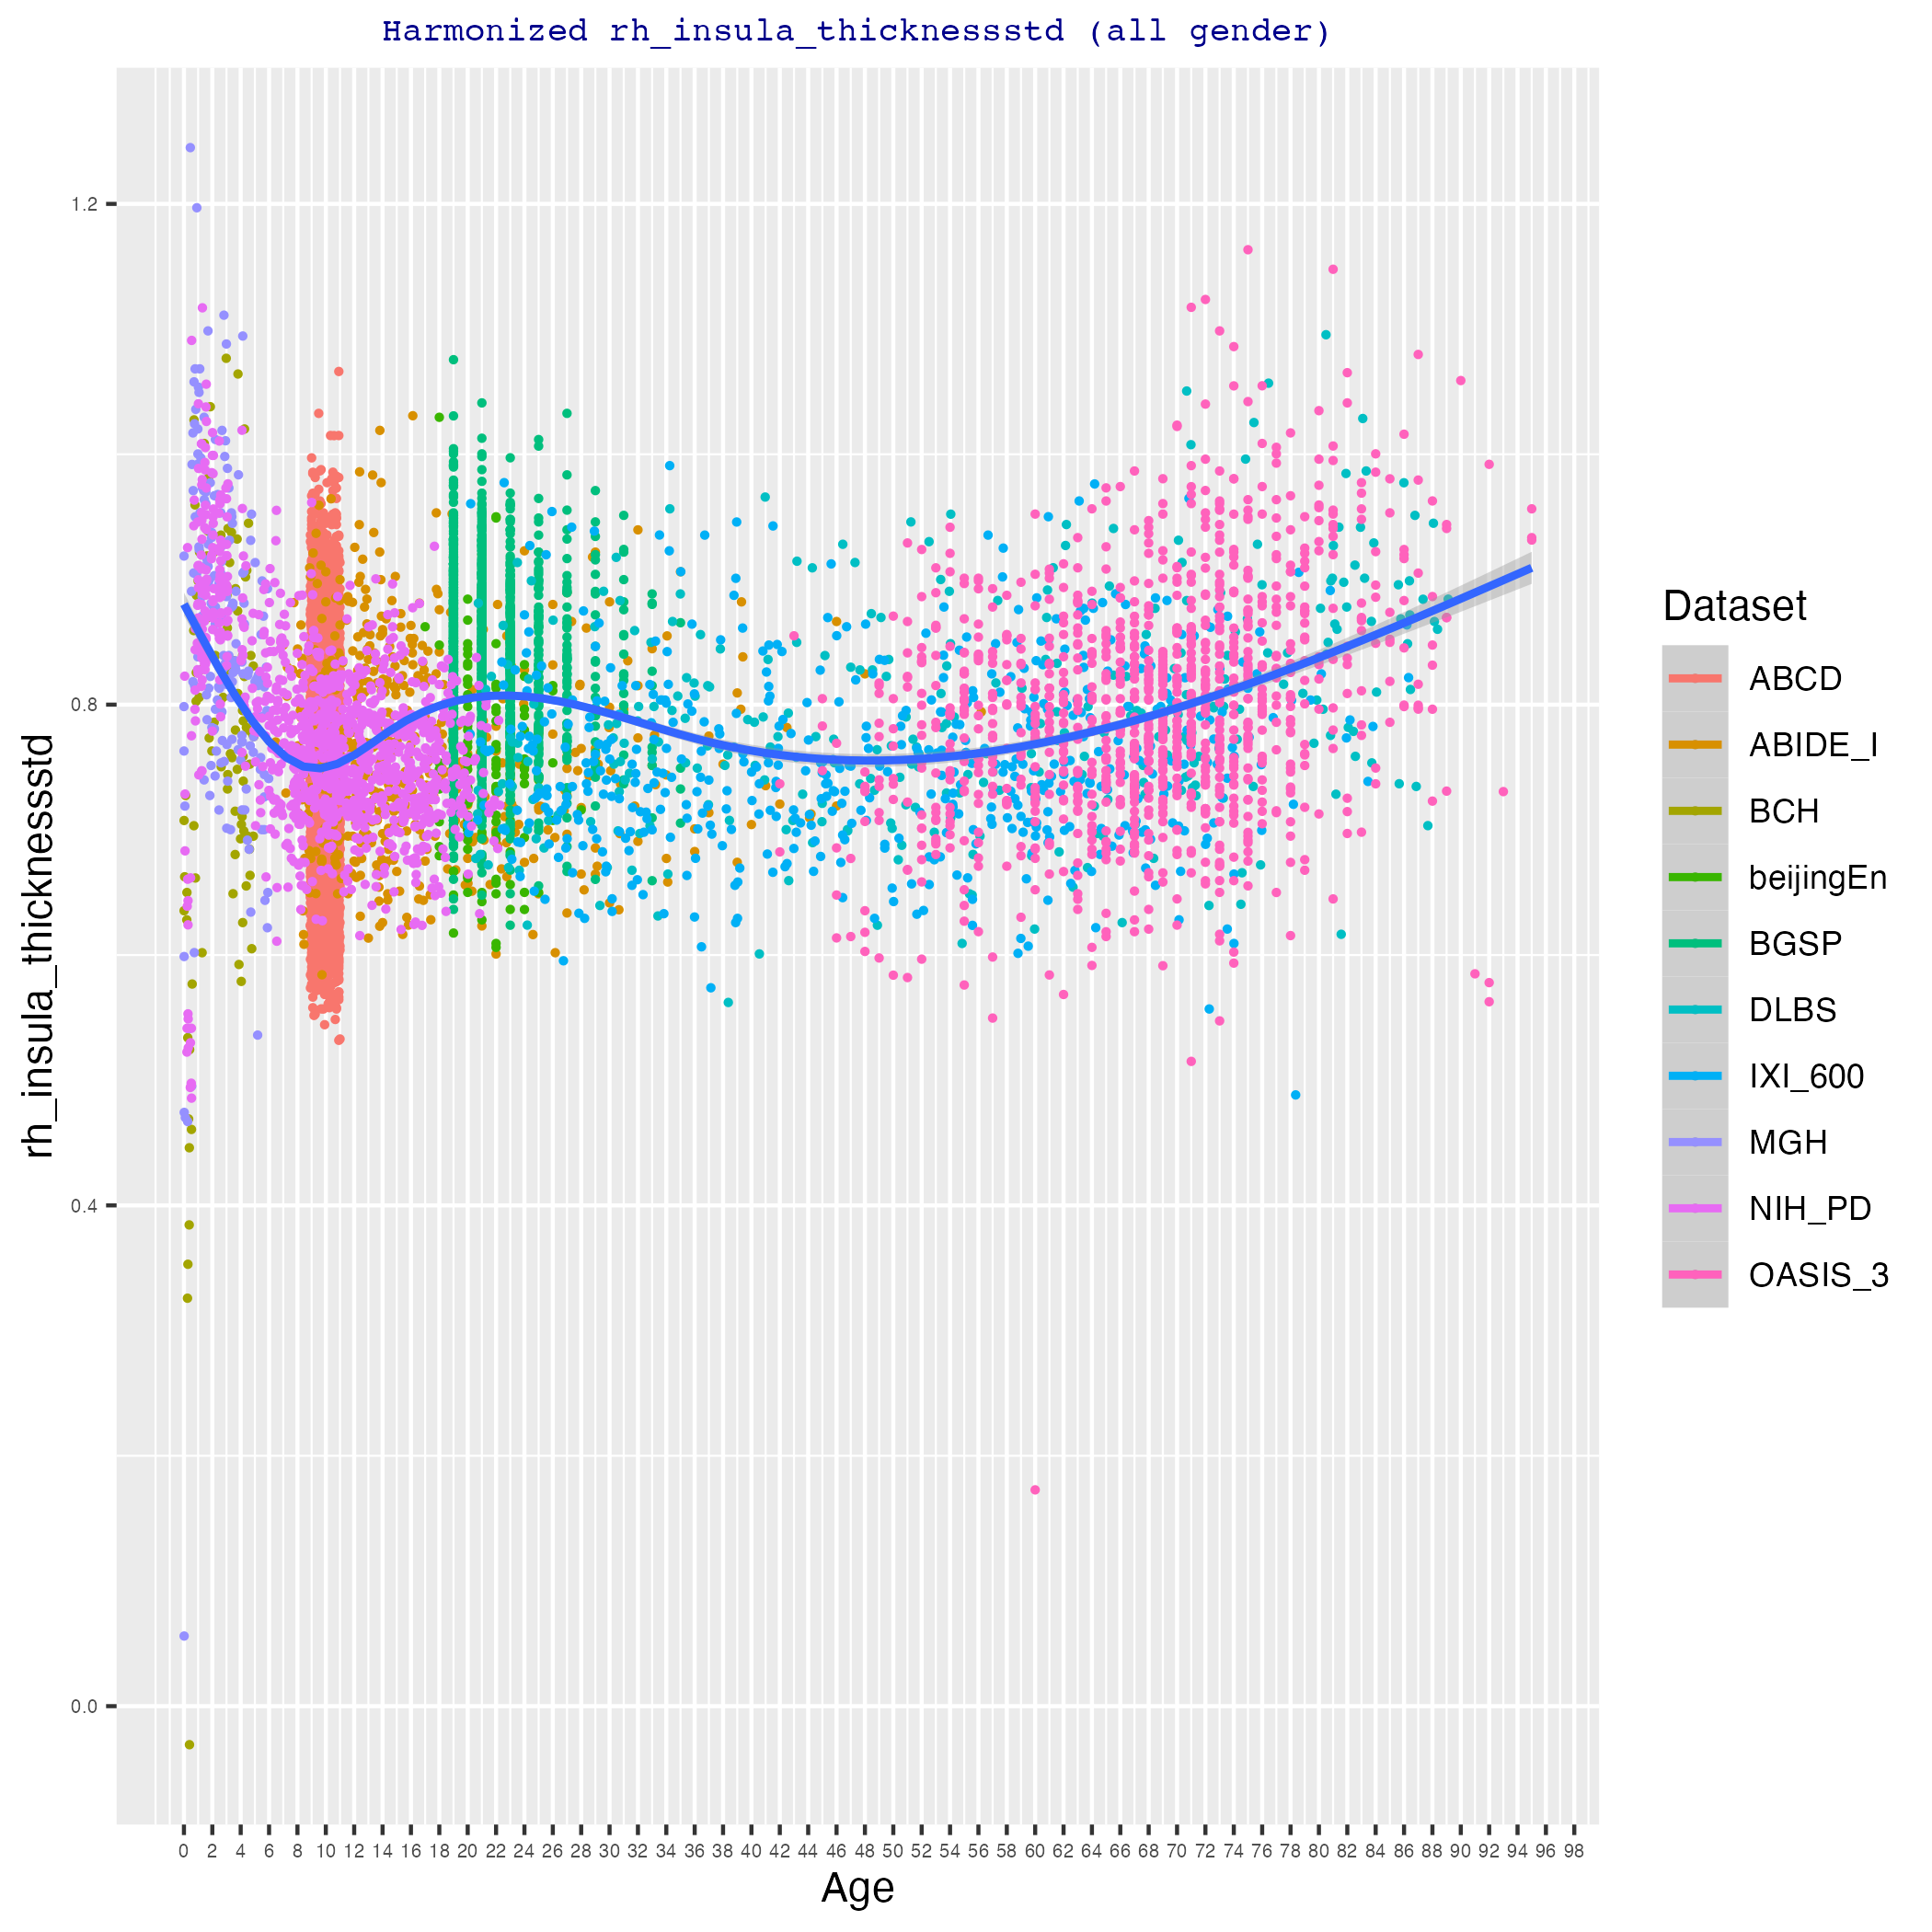 Harmonized rh_insula_thicknessstd (all gender)
rh_insula_thicknessstd
1.2
0.8
0.4
0.0
0 2 4 6 8 10 12 14 16 18 20 22 24 26 28 30 32 34 36 38 40 42 44 46 48 50 52 54 56 58 60 62 64 66 68 70 72 74 76 78 80 82 84 86 88 90 92 94 96 98
Age
Dataset
ABCD
ABIDE_I
BCH
beijingEn
BGSP
DLBS
IXI_600
MGH
NIH_PD
OASIS_3